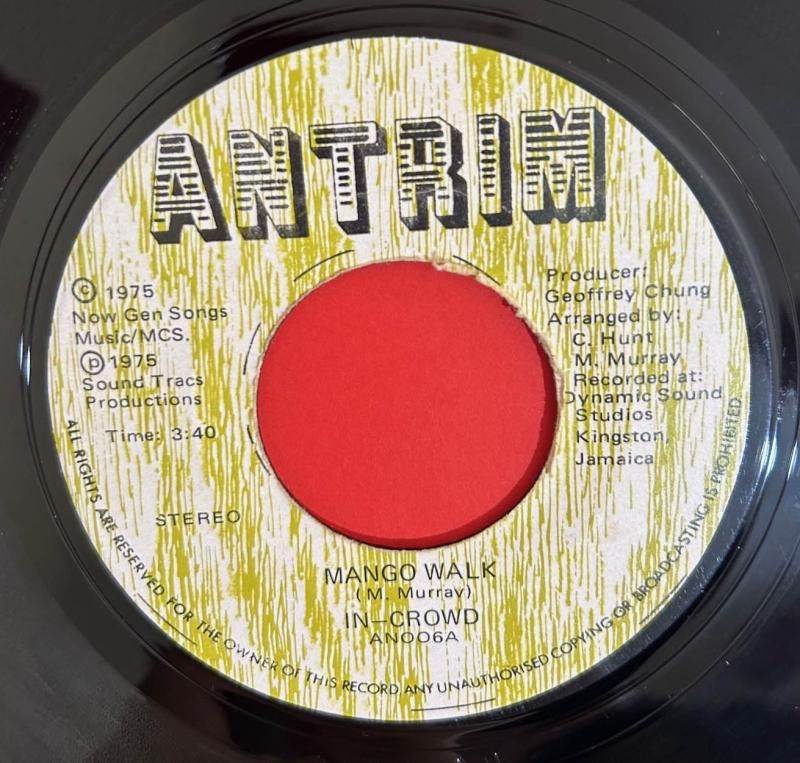 ANTRIM
© 1975
Now Gen Songs
Music/MCS.
℗ 1975
Sound Tracs
Productions
Time: 3:40
STEREO
Producer:
Geoffrey Chung
Arranged by:
C. Hunt
M. Murray
Recorded at:
Dynamic Sound
Studios
Kingston,
Jamaica
MANGO WALK
(M. Murray)
IN-CROWD
AN006A
ALL RIGHTS ARE RESERVED FOR THE OWNER OF THIS RECORD ANY UNAUTHORISED COPYING OR BROADCASTING IS PROHIBITED